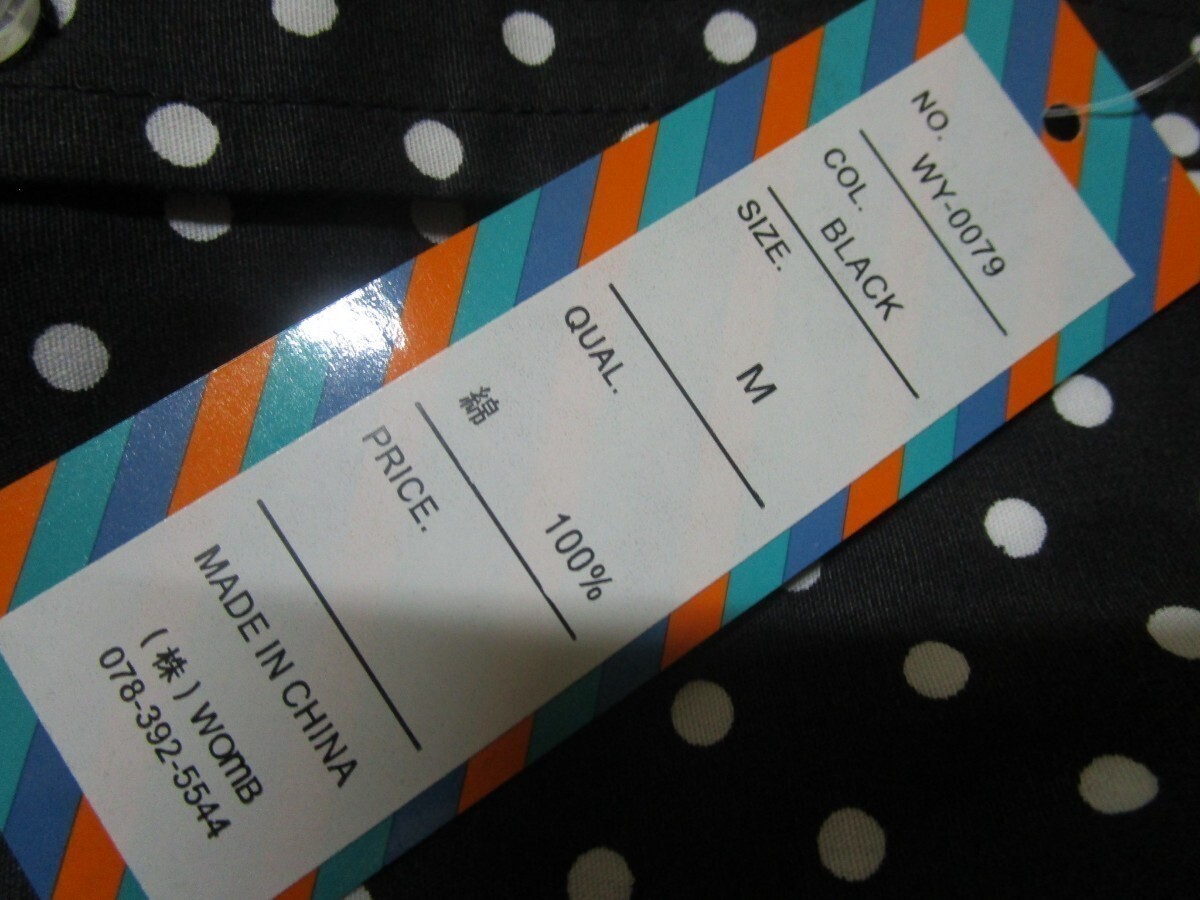 NO. WY-0079
COL. BLACK
SIZE. M
QUAL.
綿 100%
PRICE.
MADE IN CHINA
(株)WOmB
078-392-5544